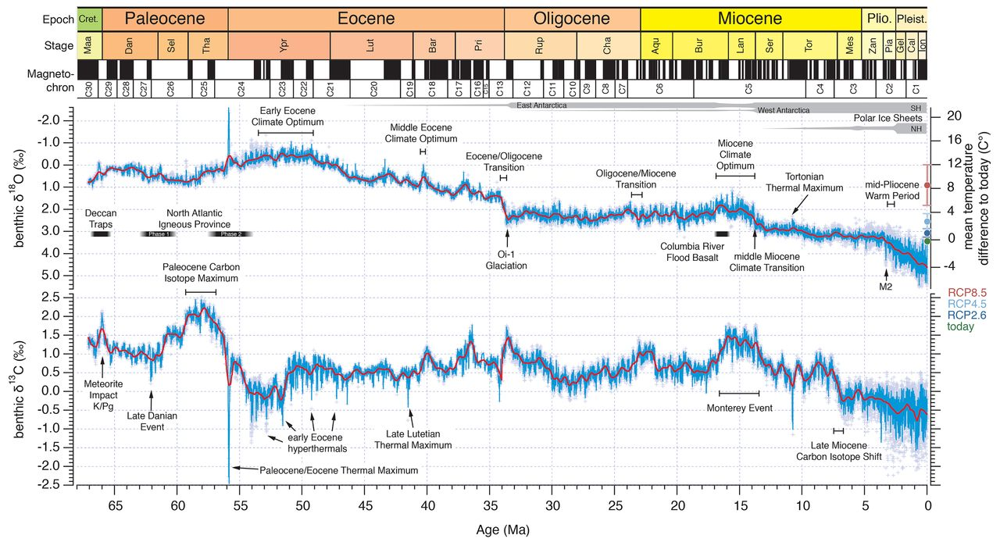 Epoch Cret. Paleocene Eocene Oligocene Miocene Plio. Pleist.
Stage Maa Dan Sel Tha Ypr Lut Bar Pri Rup Cha Aqu Bur Lan Ser Tor Mes Zan Pia Gel Cal Ion
Magneto-
chron C30 C29 C28 C27 C26 C25 C24 C23 C22 C21 C20 C19 C18 C17 C16 C15 C13 C12 C11 C10 C9 C8 C7 C6 C5 C4 C3 C2 C1
East Antarctica
West Antarctica
SH
Polar Ice Sheets
NH
benthic δ18O (‰)
-2.0
-1.0
0.0
1.0
2.0
3.0
4.0
5.0
20
16
12
8
4
0
-4
mean temperature
difference to today (C°)
Early Eocene
Climate Optimum
Middle Eocene
Climate Optimum
Eocene/Oligocene
Transition
Oligocene/Miocene
Transition
Miocene
Climate
Optimum
Tortonian
Thermal Maximum
mid-Pliocene
Warm Period
Deccan
Traps
North Atlantic
Igneous Province
Phase 1
Phase 2
Oi-1
Glaciation
Columbia River
Flood Basalt
middle Miocene
Climate Transition
M2
RCP8.5
RCP4.5
RCP2.6
today
benthic δ13C (‰)
2.5
2.0
1.5
1.0
0.5
0.0
-0.5
-1.0
-1.5
-2.0
-2.5
Paleocene Carbon
Isotope Maximum
Meteorite
Impact
K/Pg
Late Danian
Event
early Eocene
hyperthermals
Paleocene/Eocene Thermal Maximum
Late Lutetian
Thermal Maximum
Monterey Event
Late Miocene
Carbon Isotope Shift
65 60 55 50 45 40 35 30 25 20 15 10 5 0
Age (Ma)